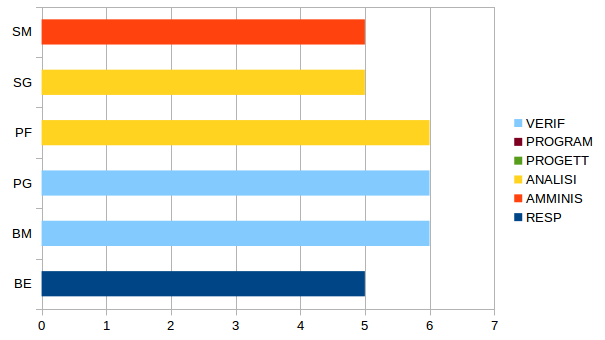 SM
SG
PF
PG
BM
BE
0 1 2 3 4 5 6 7
VERIF
PROGRAM
PROGETT
ANALISI
AMMINIS
RESP